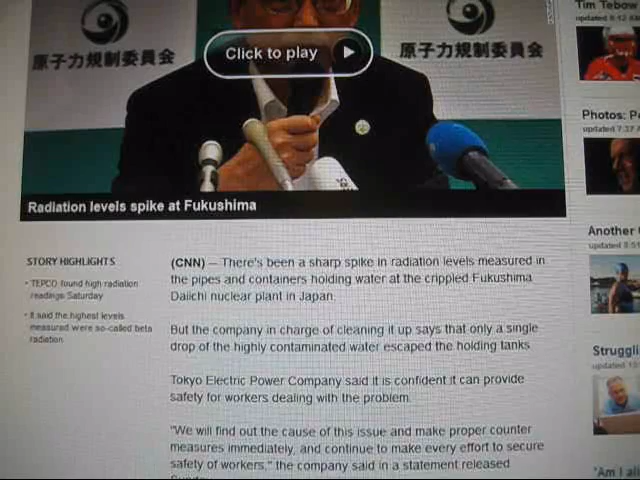 原子力規制委員会
原子力規制委員会
Click to play
CNN
Radiation levels spike at Fukushima
STORY HIGHLIGHTS
TEPCO found high radiation
readings Saturday
It said the highest levels
measured were so-called beta
radiation
(CNN) -- There's been a sharp spike in radiation levels measured in
the pipes and containers holding water at the crippled Fukushima
Daiichi nuclear plant in Japan.
But the company in charge of cleaning it up says that only a single
drop of the highly contaminated water escaped the holding tanks.
Tokyo Electric Power Company said it is confident it can provide
safety for workers dealing with the problem.
"We will find out the cause of this issue and make proper counter
measures immediately, and continue to make every effort to secure
safety of workers," the company said in a statement released
Tim Tebow
updated
Photos:
updated
Another
updated
Struggli
updated
"Am I